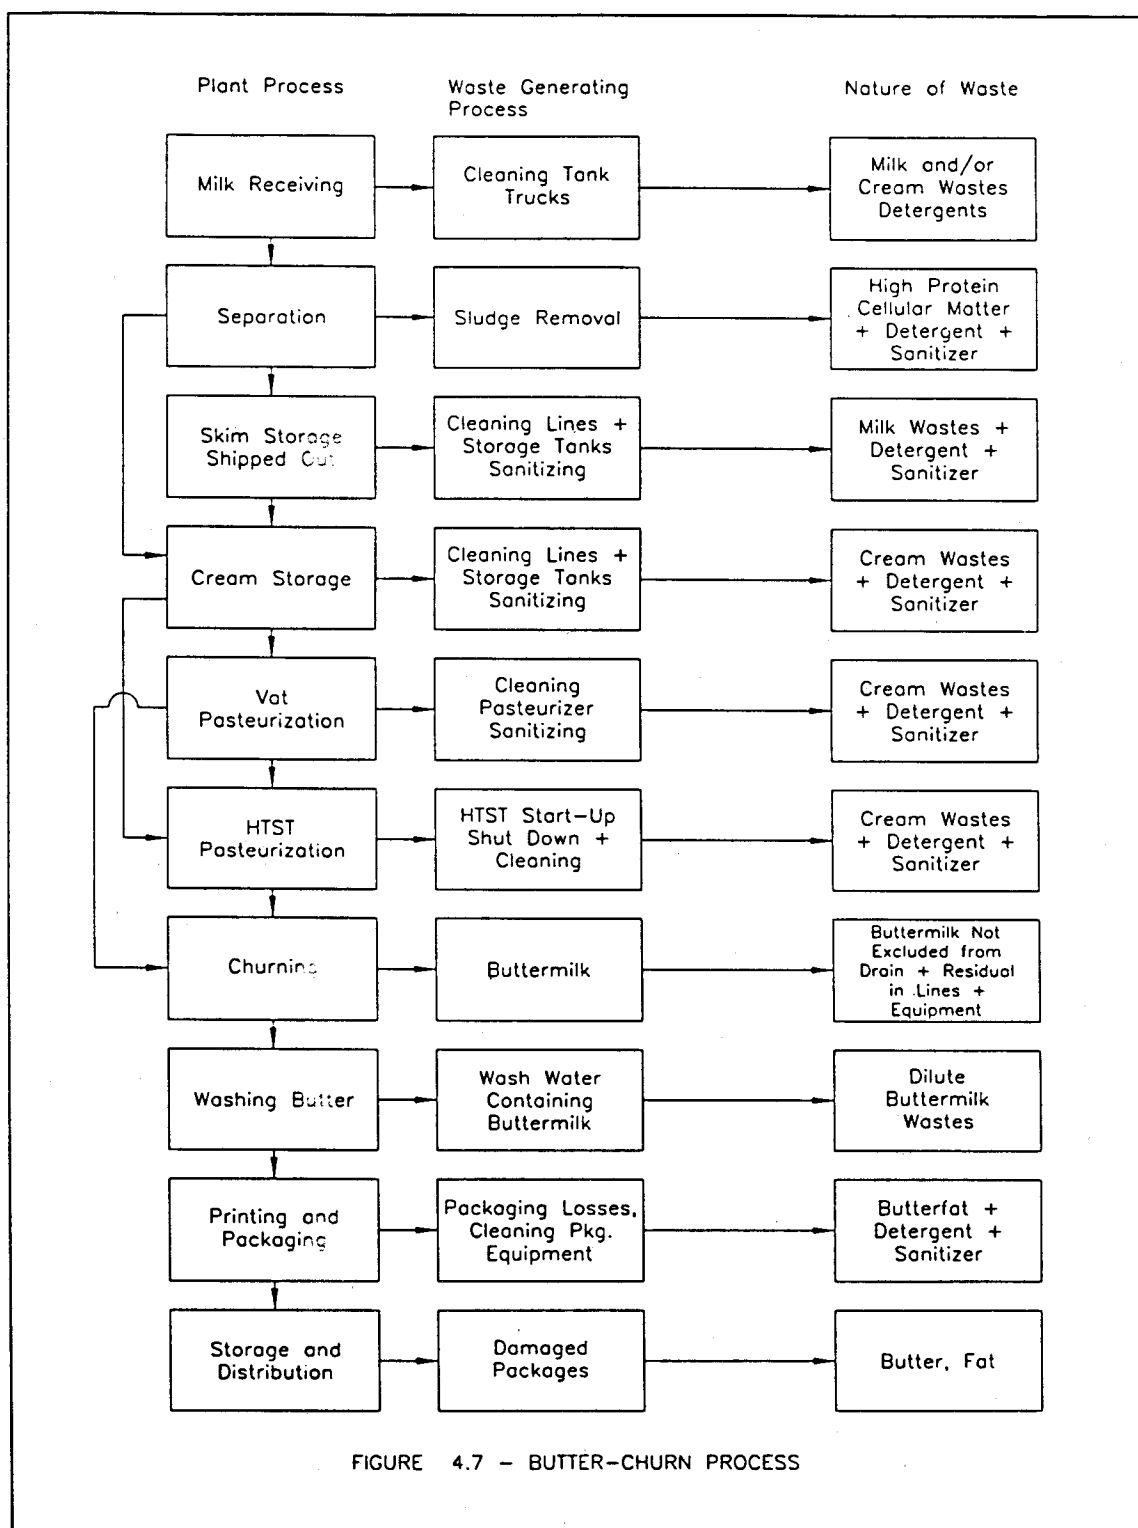 Plant Process
Waste Generating
Process
Nature of Waste
Milk Receiving
Cleaning Tank
Trucks
Milk and/or
Cream Wastes
Detergents
Separation
Sludge Removal
High Protein
Cellular Matter
+ Detergent +
Sanitizer
Skim Storage
Shipped Out
Cleaning Lines +
Storage Tanks
Sanitizing
Milk Wastes +
Detergent +
Sanitizer
Cream Storage
Cleaning Lines +
Storage Tanks
Sanitizing
Cream Wastes
+ Detergent +
Sanitizer
Vat
Pasteurization
Cleaning
Pasteurizer
Sanitizing
Cream Wastes
+ Detergent +
Sanitizer
HTST
Pasteurization
HTST Start-Up
Shut Down +
Cleaning
Cream Wastes
+ Detergent +
Sanitizer
Churning
Buttermilk
Buttermilk Not
Excluded from
Drain + Residual
in Lines +
Equipment
Washing Butter
Wash Water
Containing
Buttermilk
Dilute
Buttermilk
Wastes
Printing and
Packaging
Packaging Losses,
Cleaning Pkg.
Equipment
Butterfat +
Detergent +
Sanitizer
Storage and
Distribution
Damaged
Packages
Butter, Fat
FIGURE 4.7 - BUTTER-CHURN PROCESS